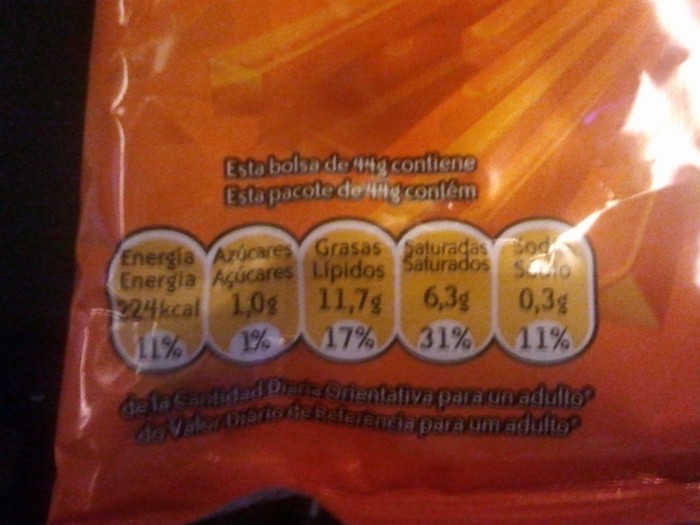 Esta bolsa de 44g contiene
Esta pacote de 44g contém
Energía Azúcares Grasas Saturadas Sodio
Energia Açúcares Lípidos Saturados Sódio
224kcal 1,0g 11,7g 6,3g 0,3g
11% 1% 17% 31% 11%
de la Cantidad Diaria Orientativa para un adulto*
do Valor Diário de Referência para um adulto*